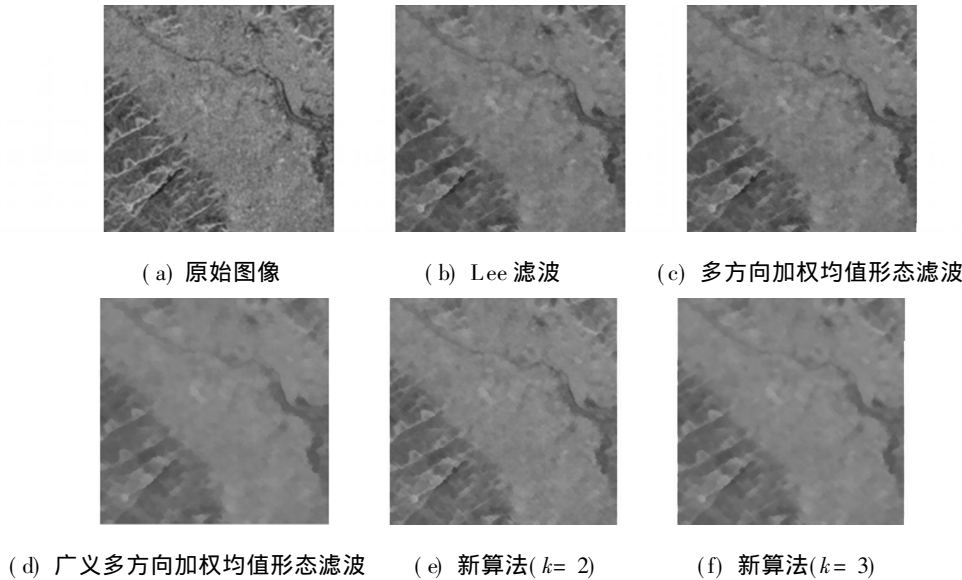 (a) 原始图像
(b) Lee 滤波
(c) 多方向加权均值形态滤波
(d) 广义多方向加权均值形态滤波
(e) 新算法(k= 2)
(f) 新算法(k= 3)